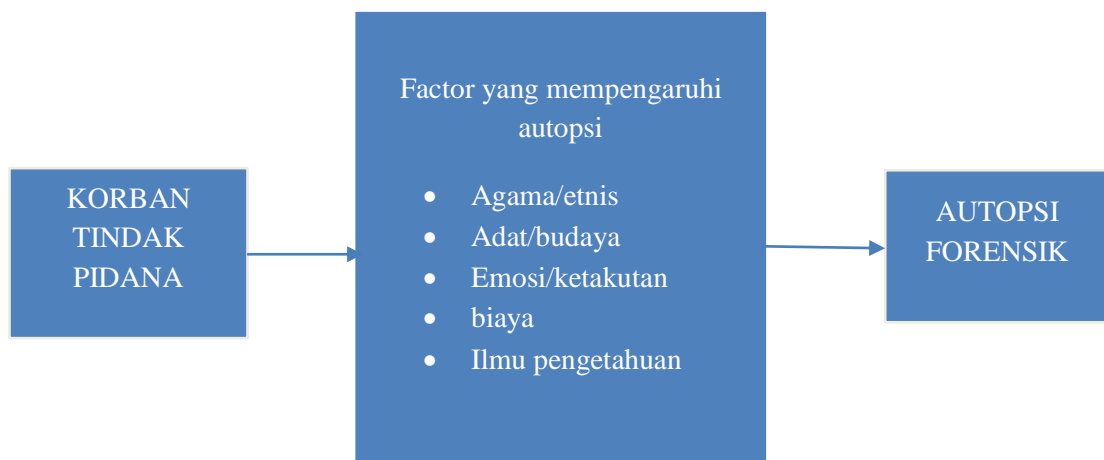 KORBAN
TINDAK
PIDANA
Factor yang mempengaruhi
autopsi
• Agama/etnis
• Adat/budaya
• Emosi/ketakutan
• biaya
• Ilmu pengetahuan
AUTOPSI
FORENSIK